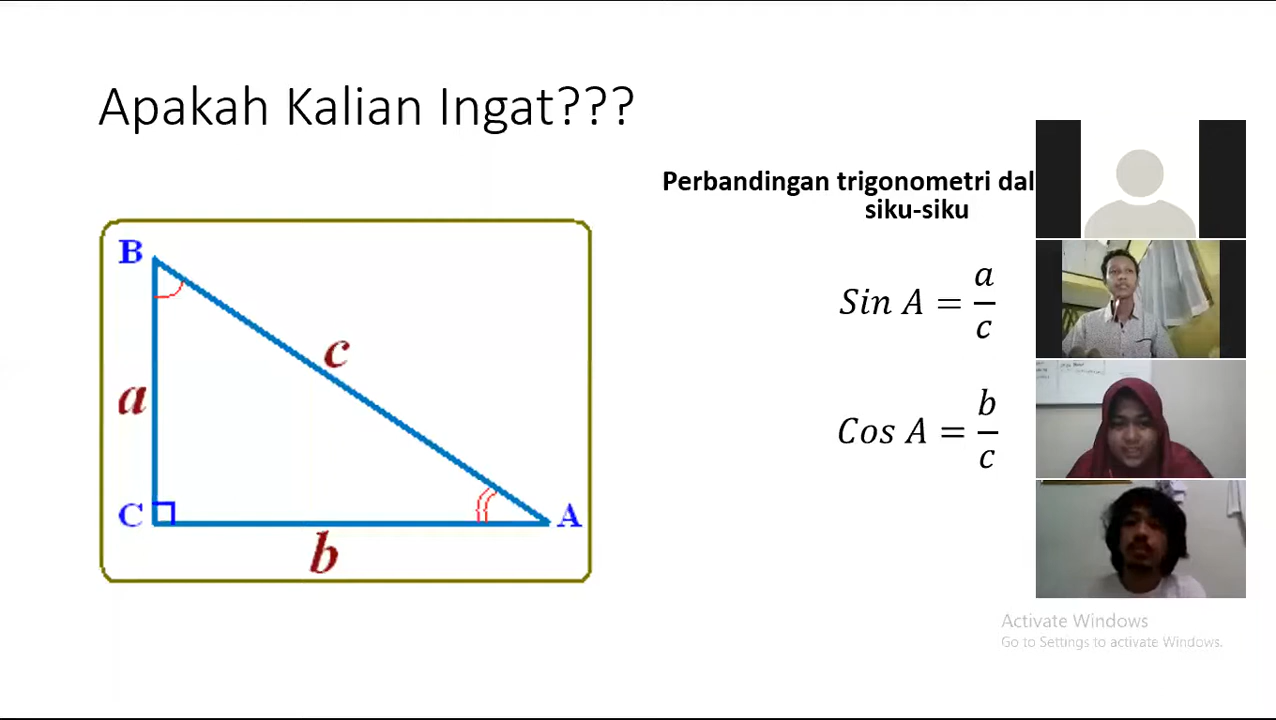 Apakah Kalian Ingat???
Perbandingan trigonometri dal
siku-siku
B
c
a
C
A
b
Sin A = a/c
Cos A = b/c
Activate Windows
Go to Settings to activate Windows.